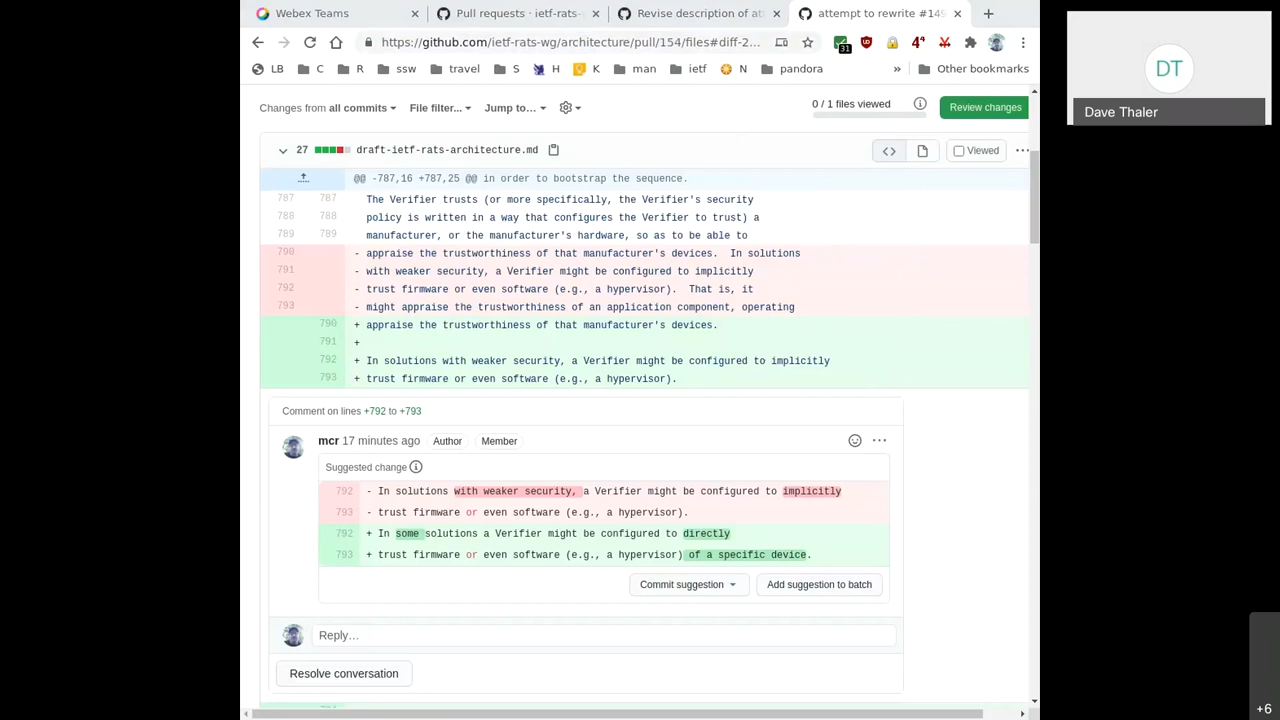 Webex Teams
Pull requests · ietf-rats-
Revise description of at
attempt to rewrite #149
https://github.com/ietf-rats-wg/architecture/pull/154/files#diff-2...
31
4⁴
LB
C
R
ssw
travel
S
H
K
man
ietf
N
pandora
»
Other bookmarks
Changes from all commits
File filter...
Jump to...
0 / 1 files viewed
Review changes
27
draft-ietf-rats-architecture.md
Viewed
@@ -787,16 +787,25 @@ in order to bootstrap the sequence.
787 787 The Verifier trusts (or more specifically, the Verifier's security
788 788 policy is written in a way that configures the Verifier to trust) a
789 789 manufacturer, or the manufacturer's hardware, so as to be able to
790 - appraise the trustworthiness of that manufacturer's devices.  In solutions
791 - with weaker security, a Verifier might be configured to implicitly
792 - trust firmware or even software (e.g., a hypervisor).  That is, it
793 - might appraise the trustworthiness of an application component, operating
790 + appraise the trustworthiness of that manufacturer's devices.
791 +
792 + In solutions with weaker security, a Verifier might be configured to implicitly
793 + trust firmware or even software (e.g., a hypervisor).
Comment on lines +792 to +793
mcr 17 minutes ago
Author
Member
Suggested change
792 - In solutions with weaker security, a Verifier might be configured to implicitly
793 - trust firmware or even software (e.g., a hypervisor).
792 + In some solutions a Verifier might be configured to directly
793 + trust firmware or even software (e.g., a hypervisor) of a specific device.
Commit suggestion
Add suggestion to batch
Reply…
Resolve conversation
DT
Dave Thaler
+6